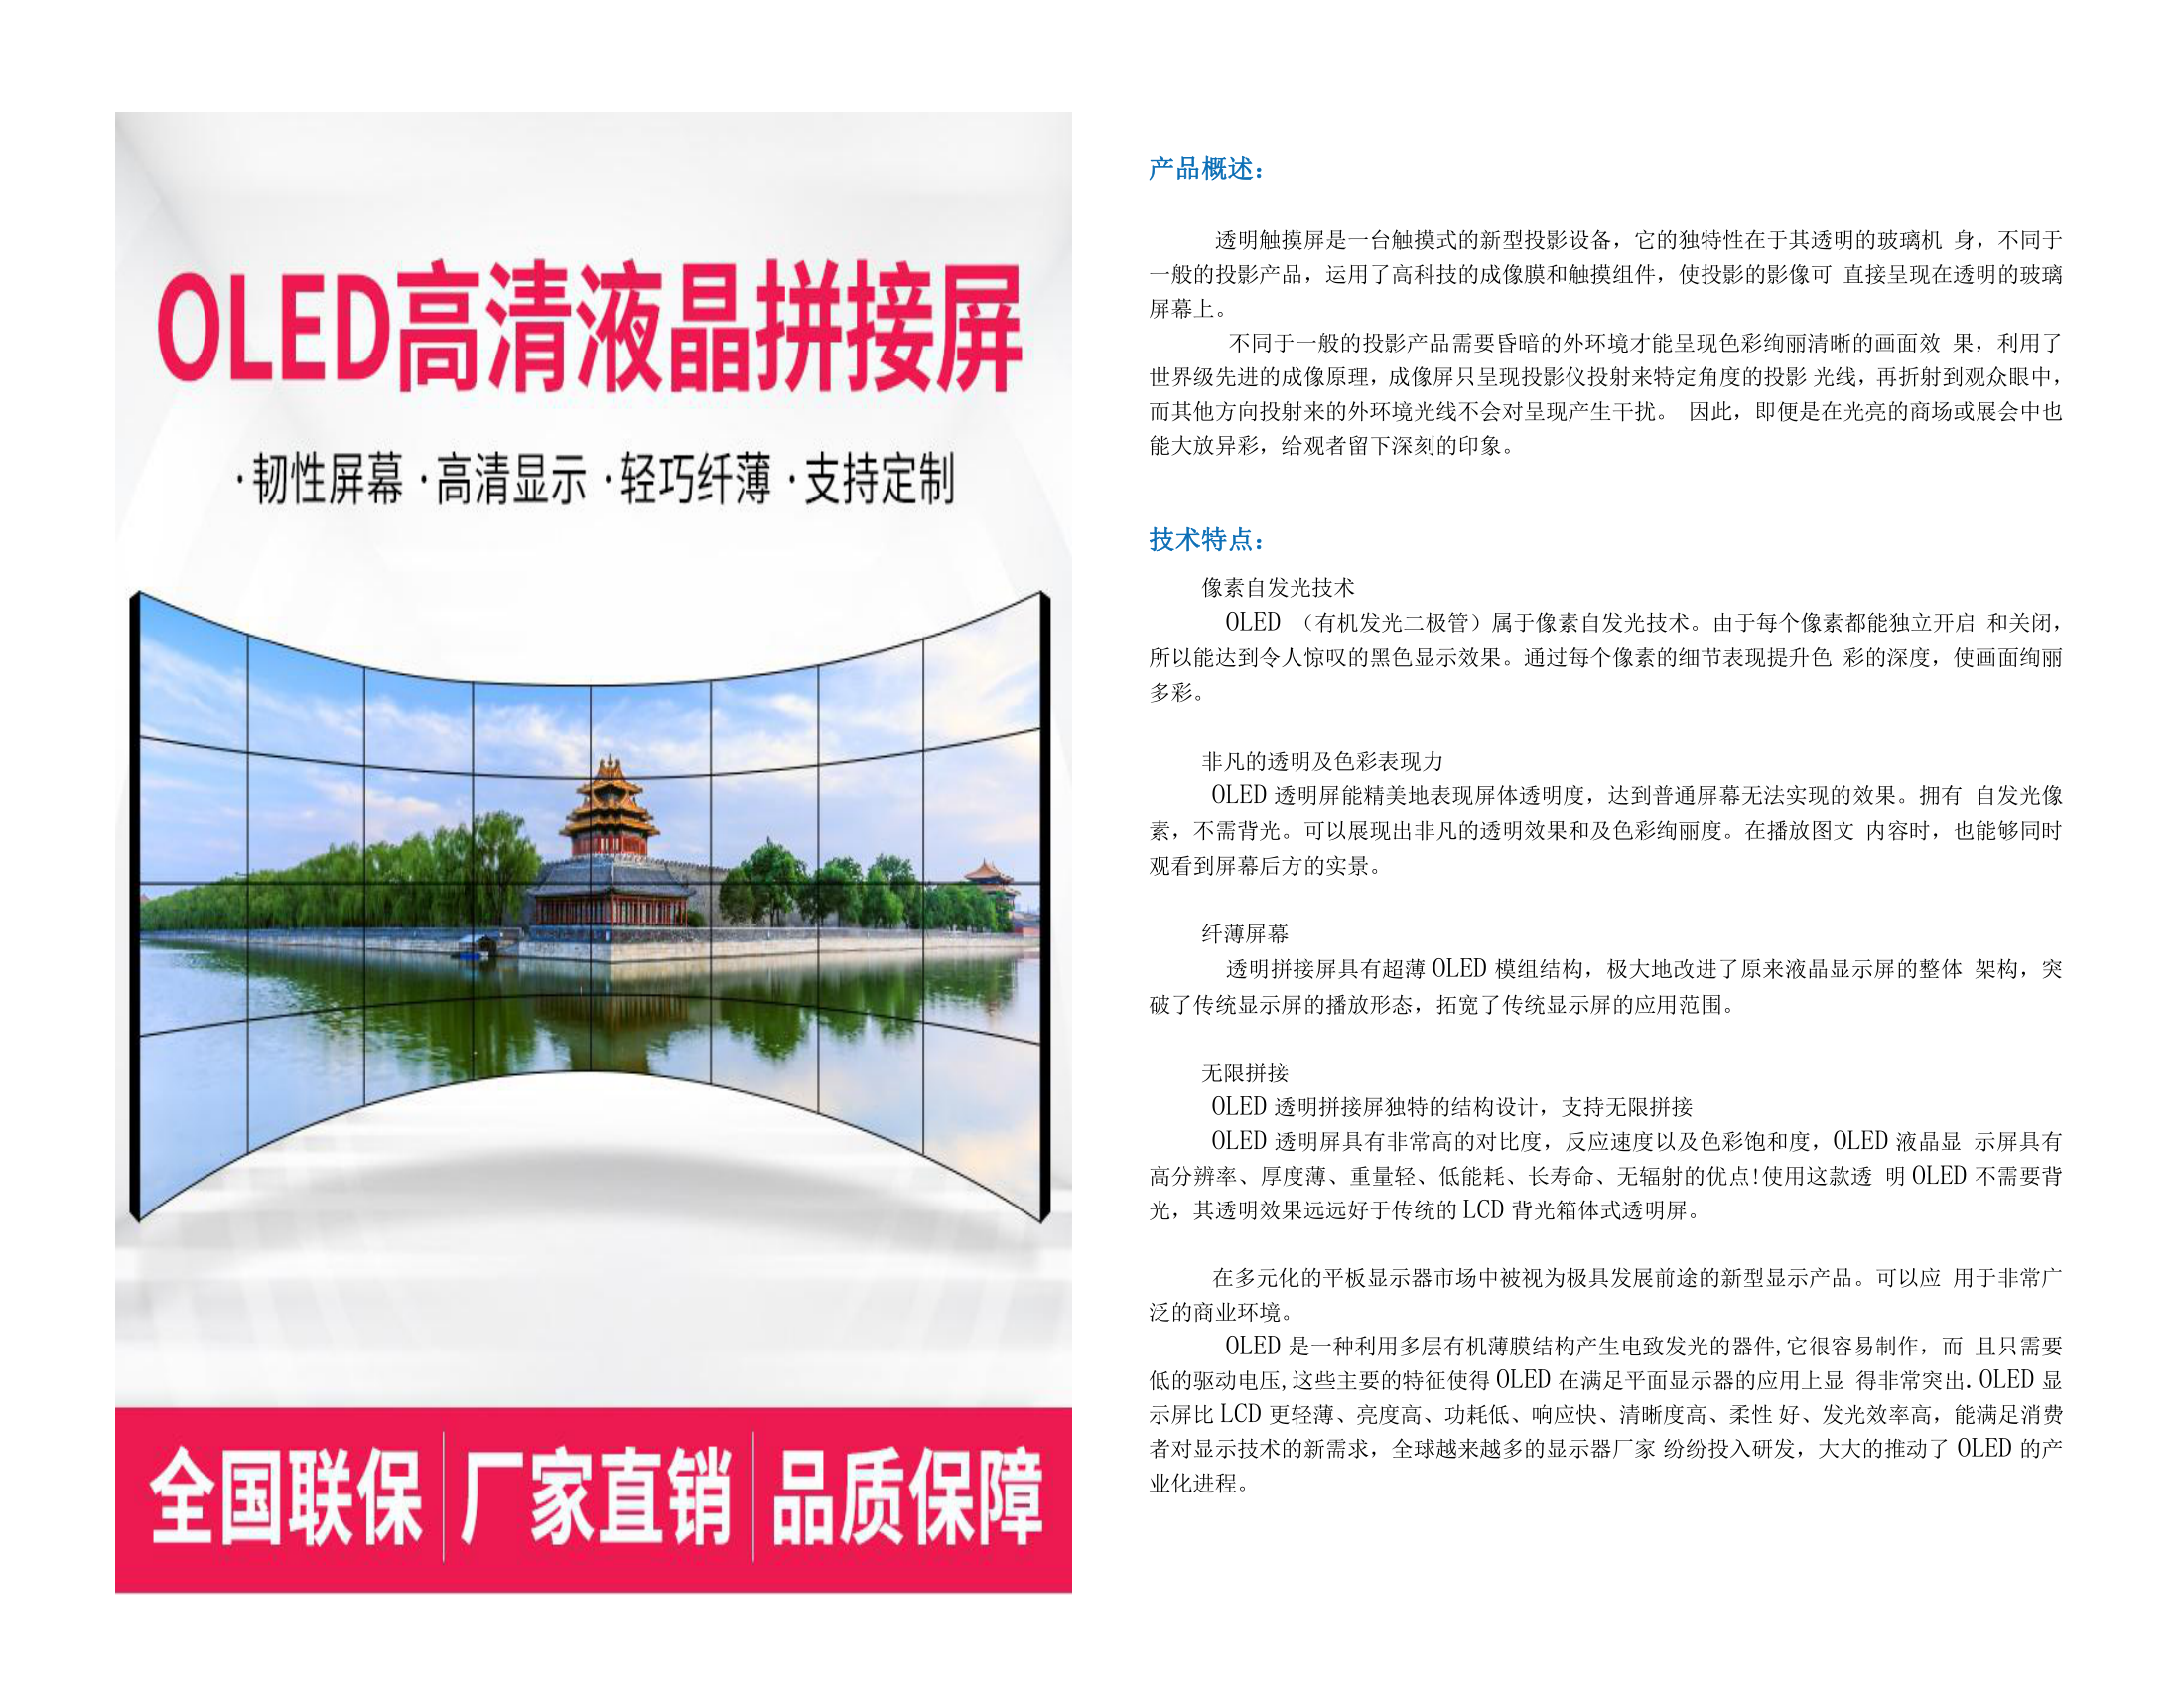 OLED高清液晶拼接屏
·韧性屏幕 ·高清显示 ·轻巧纤薄 ·支持定制
全国联保 厂家直销 品质保障
产品概述：
透明触摸屏是一台触摸式的新型投影设备，它的独特性在于其透明的玻璃机 身，不同于
一般的投影产品，运用了高科技的成像膜和触摸组件，使投影的影像可 直接呈现在透明的玻璃
屏幕上。
不同于一般的投影产品需要昏暗的外环境才能呈现色彩绚丽清晰的画面效 果，利用了
世界级先进的成像原理，成像屏只呈现投影仪投射来特定角度的投影 光线，再折射到观众眼中，
而其他方向投射来的外环境光线不会对呈现产生干扰。 因此，即便是在光亮的商场或展会中也
能大放异彩，给观者留下深刻的印象。
技术特点：
像素自发光技术
OLED （有机发光二极管）属于像素自发光技术。由于每个像素都能独立开启 和关闭，
所以能达到令人惊叹的黑色显示效果。通过每个像素的细节表现提升色 彩的深度，使画面绚丽
多彩。
非凡的透明及色彩表现力
OLED 透明屏能精美地表现屏体透明度，达到普通屏幕无法实现的效果。拥有 自发光像
素，不需背光。可以展现出非凡的透明效果和及色彩绚丽度。在播放图文 内容时，也能够同时
观看到屏幕后方的实景。
纤薄屏幕
透明拼接屏具有超薄 OLED 模组结构，极大地改进了原来液晶显示屏的整体 架构，突
破了传统显示屏的播放形态，拓宽了传统显示屏的应用范围。
无限拼接
OLED 透明拼接屏独特的结构设计，支持无限拼接
OLED 透明屏具有非常高的对比度，反应速度以及色彩饱和度，OLED 液晶显 示屏具有
高分辨率、厚度薄、重量轻、低能耗、长寿命、无辐射的优点!使用这款透 明 OLED 不需要背
光，其透明效果远远好于传统的 LCD 背光箱体式透明屏。
在多元化的平板显示器市场中被视为极具发展前途的新型显示产品。可以应 用于非常广
泛的商业环境。
OLED 是一种利用多层有机薄膜结构产生电致发光的器件,它很容易制作，而 且只需要
低的驱动电压,这些主要的特征使得 OLED 在满足平面显示器的应用上显 得非常突出. OLED 显
示屏比 LCD 更轻薄、亮度高、功耗低、响应快、清晰度高、柔性 好、发光效率高，能满足消费
者对显示技术的新需求，全球越来越多的显示器厂家 纷纷投入研发，大大的推动了 OLED 的产
业化进程。